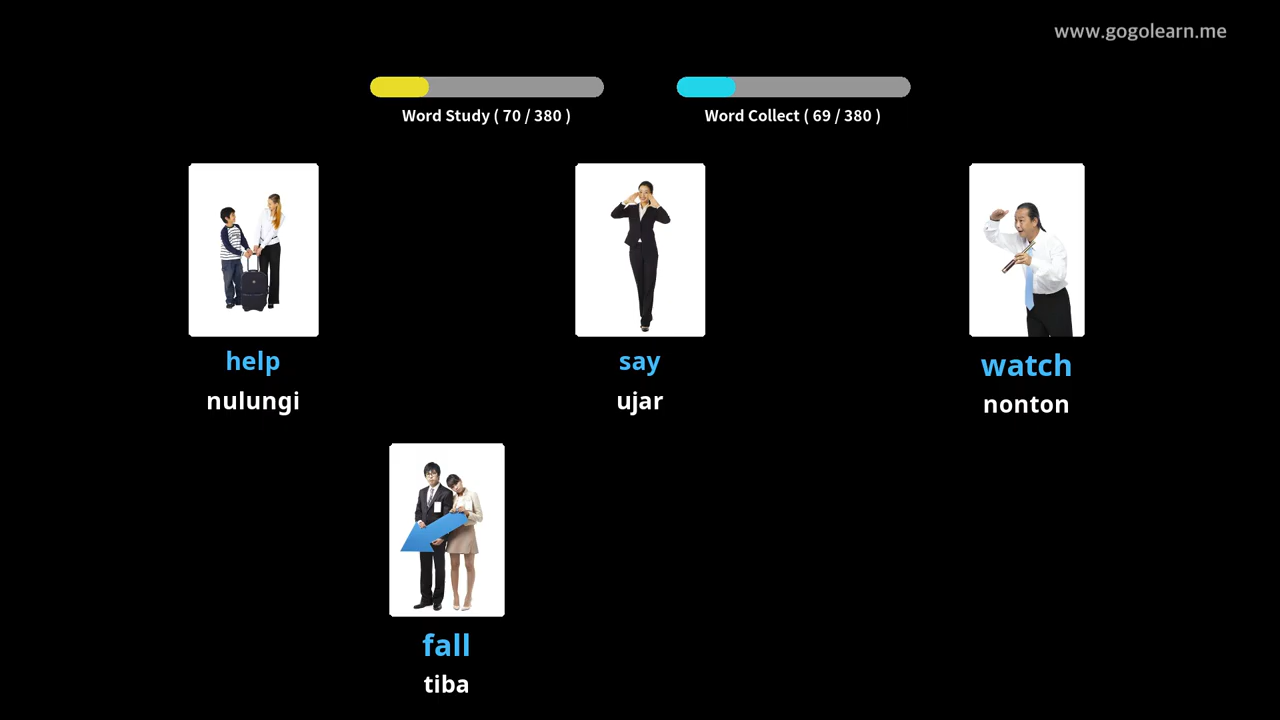 www.gogolearn.me
Word Study ( 70 / 380 )
Word Collect ( 69 / 380 )
help
nulungi
say
ujar
watch
nonton
fall
tiba